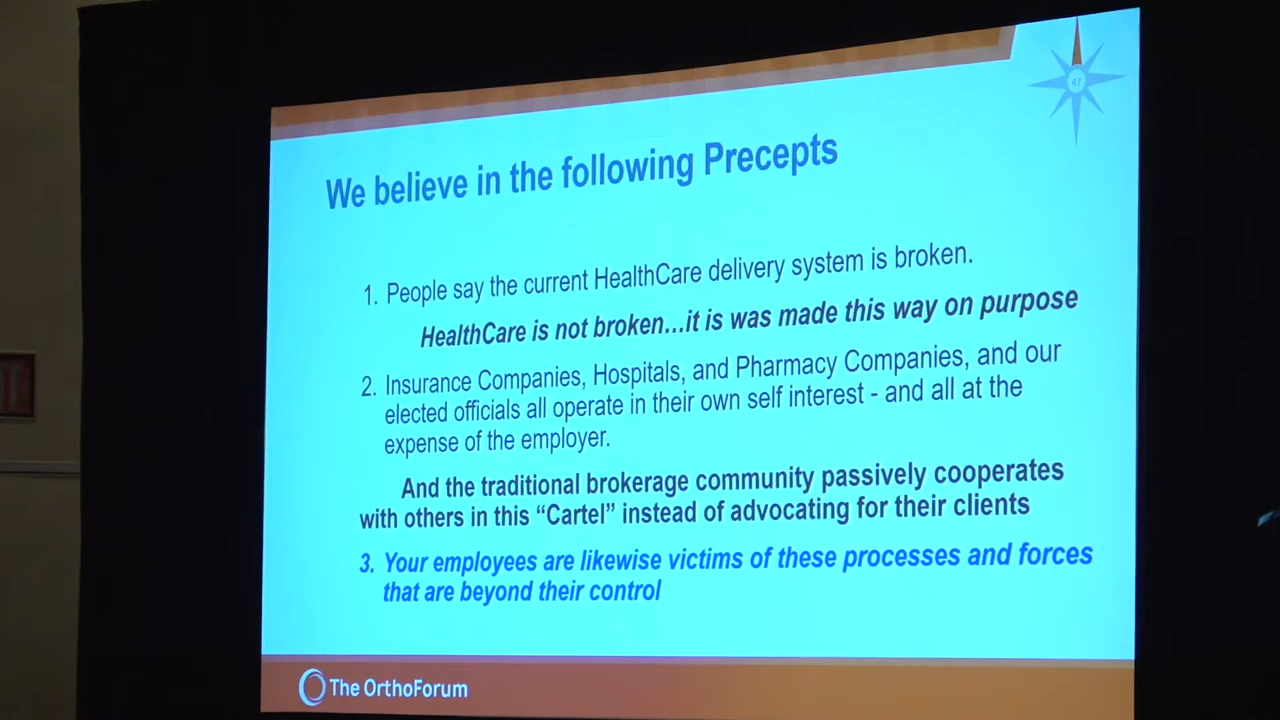 47
We believe in the following Precepts
1. People say the current HealthCare delivery system is broken.
HealthCare is not broken...it is was made this way on purpose
2. Insurance Companies, Hospitals, and Pharmacy Companies, and our
elected officials all operate in their own self interest - and all at the
expense of the employer.
And the traditional brokerage community passively cooperates
with others in this “Cartel” instead of advocating for their clients
3. Your employees are likewise victims of these processes and forces
that are beyond their control
The OrthoForum